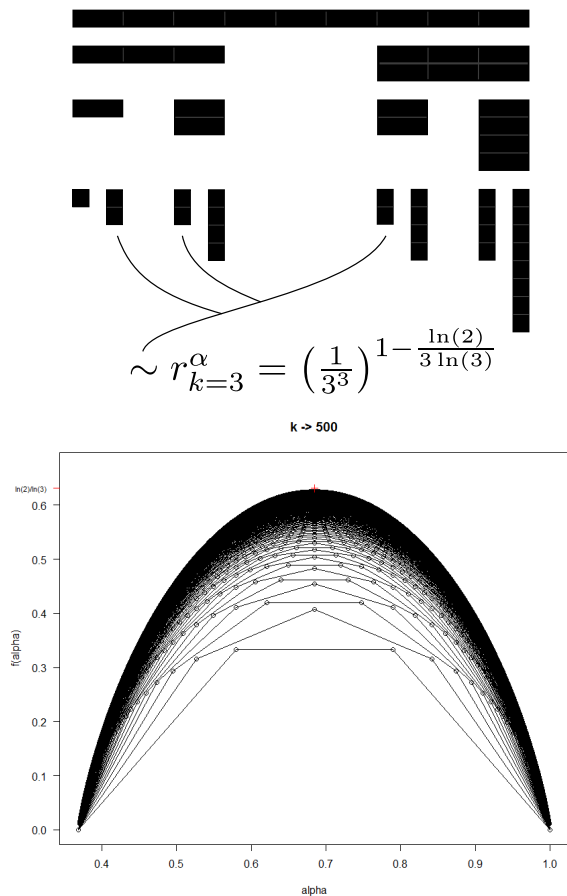 ∼ r^α_{k=3} = (1/3^3)^{1−ln(2)/(3 ln(3))}
k -> 500
ln(2)/ln(3)
0.6
0.5
0.4
0.3
0.2
0.1
0.0
f(alpha)
0.4 0.5 0.6 0.7 0.8 0.9 1.0
alpha